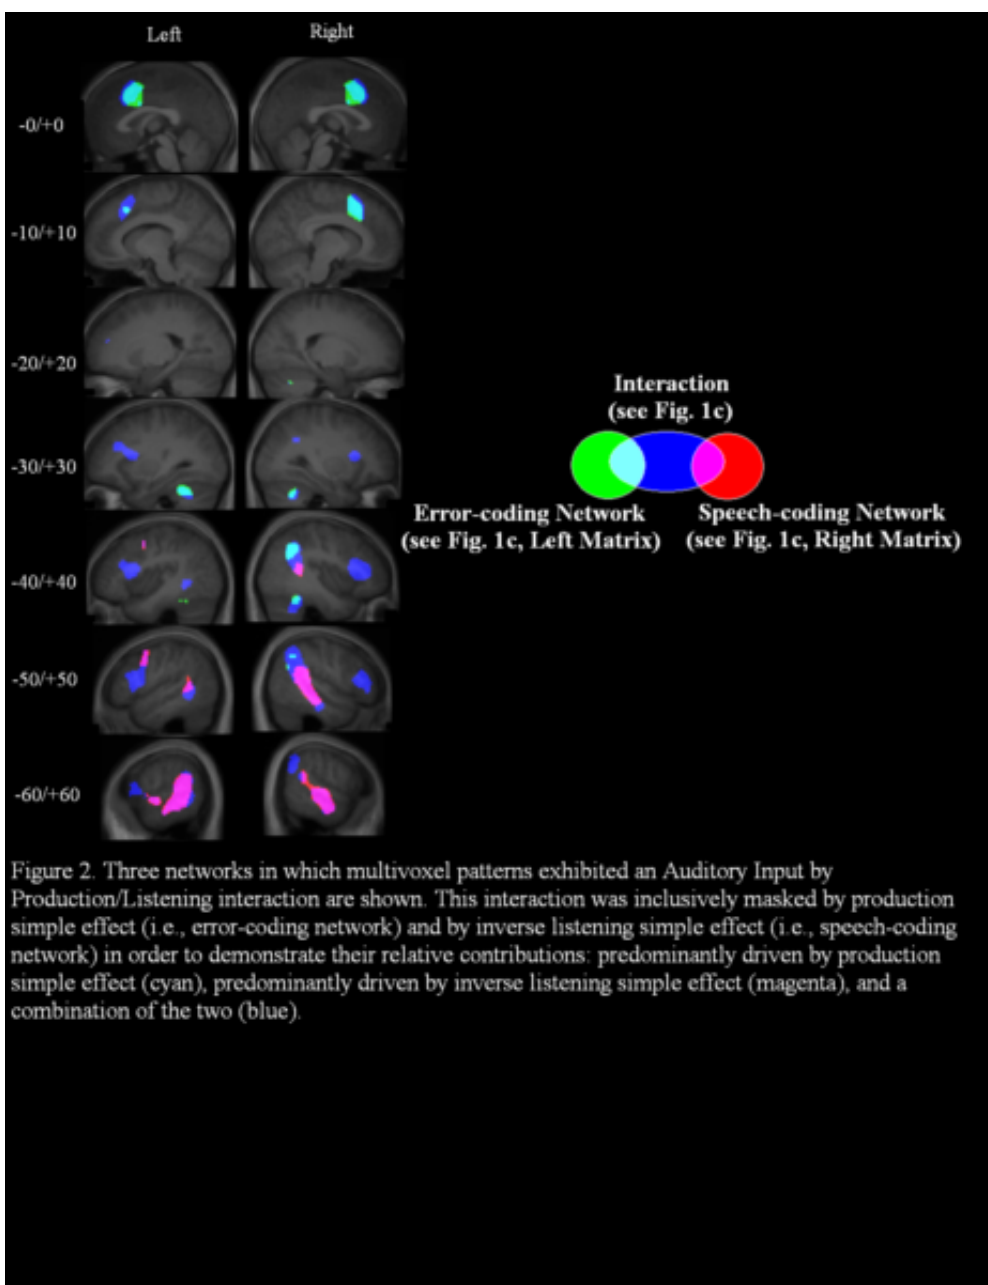 Left
Right
-0/+0
-10/+10
-20/+20
-30/+30
-40/+40
-50/+50
-60/+60
Interaction
(see Fig. 1c)
Error-coding Network
(see Fig. 1c, Left Matrix)
Speech-coding Network
(see Fig. 1c, Right Matrix)
Figure 2. Three networks in which multivoxel patterns exhibited an Auditory Input by
Production/Listening interaction are shown. This interaction was inclusively masked by production
simple effect (i.e., error-coding network) and by inverse listening simple effect (i.e., speech-coding
network) in order to demonstrate their relative contributions: predominantly driven by production
simple effect (cyan), predominantly driven by inverse listening simple effect (magenta), and a
combination of the two (blue).